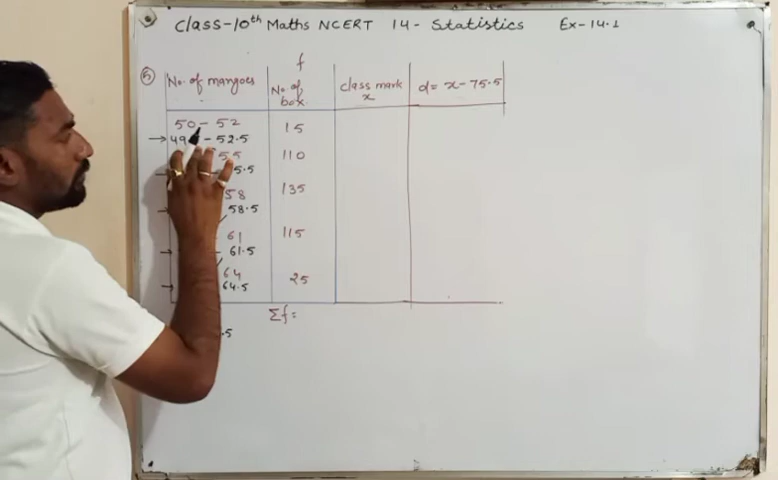 Class-10th Maths NCERT 14- Statistics Ex-14.1
f
5 No. of mangoes No. of box class mark x d = x - 75.5
50 - 52 15
- 52.5
55 110
5.5
58 135
58.5
61 115
61.5
64 25
64.5
Σf =
.5